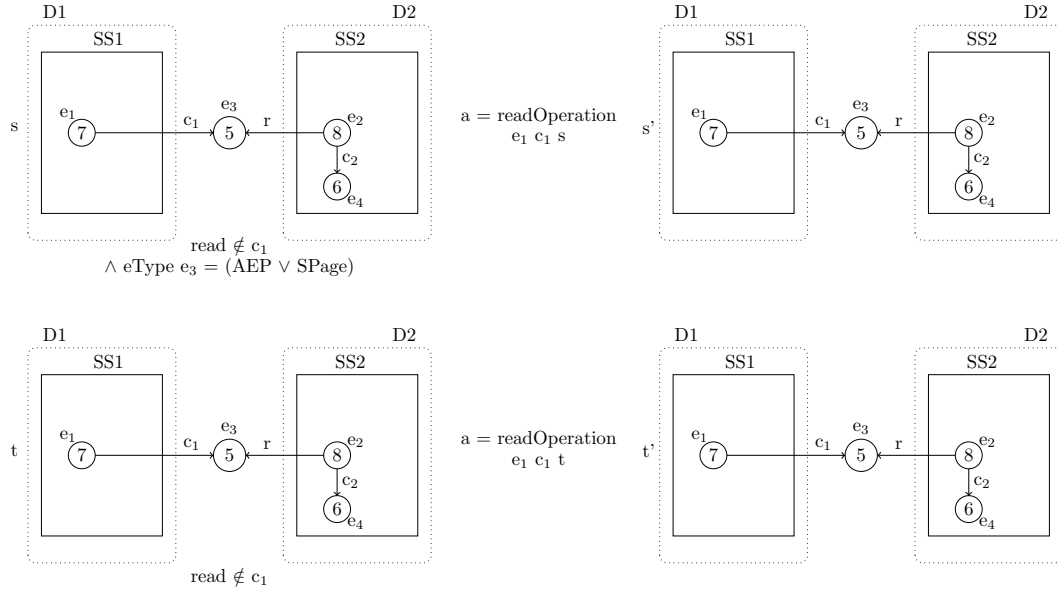 D1 D2 D1 D2
SS1 SS2 SS1 SS2
s e₁ 7 c₁ e₃ 5 r 8 e₂ a = readOperation s' e₁ 7 c₁ e₃ 5 r 8 e₂
e₁ c₁ s
c₂ c₂
6 e₄ 6 e₄
read ∉ c₁
∧ eType e₃ = (AEP ∨ SPage)
D1 D2 D1 D2
SS1 SS2 SS1 SS2
t e₁ 7 c₁ e₃ 5 r 8 e₂ a = readOperation t' e₁ 7 c₁ e₃ 5 r 8 e₂
e₁ c₁ t
c₂ c₂
6 e₄ 6 e₄
read ∉ c₁